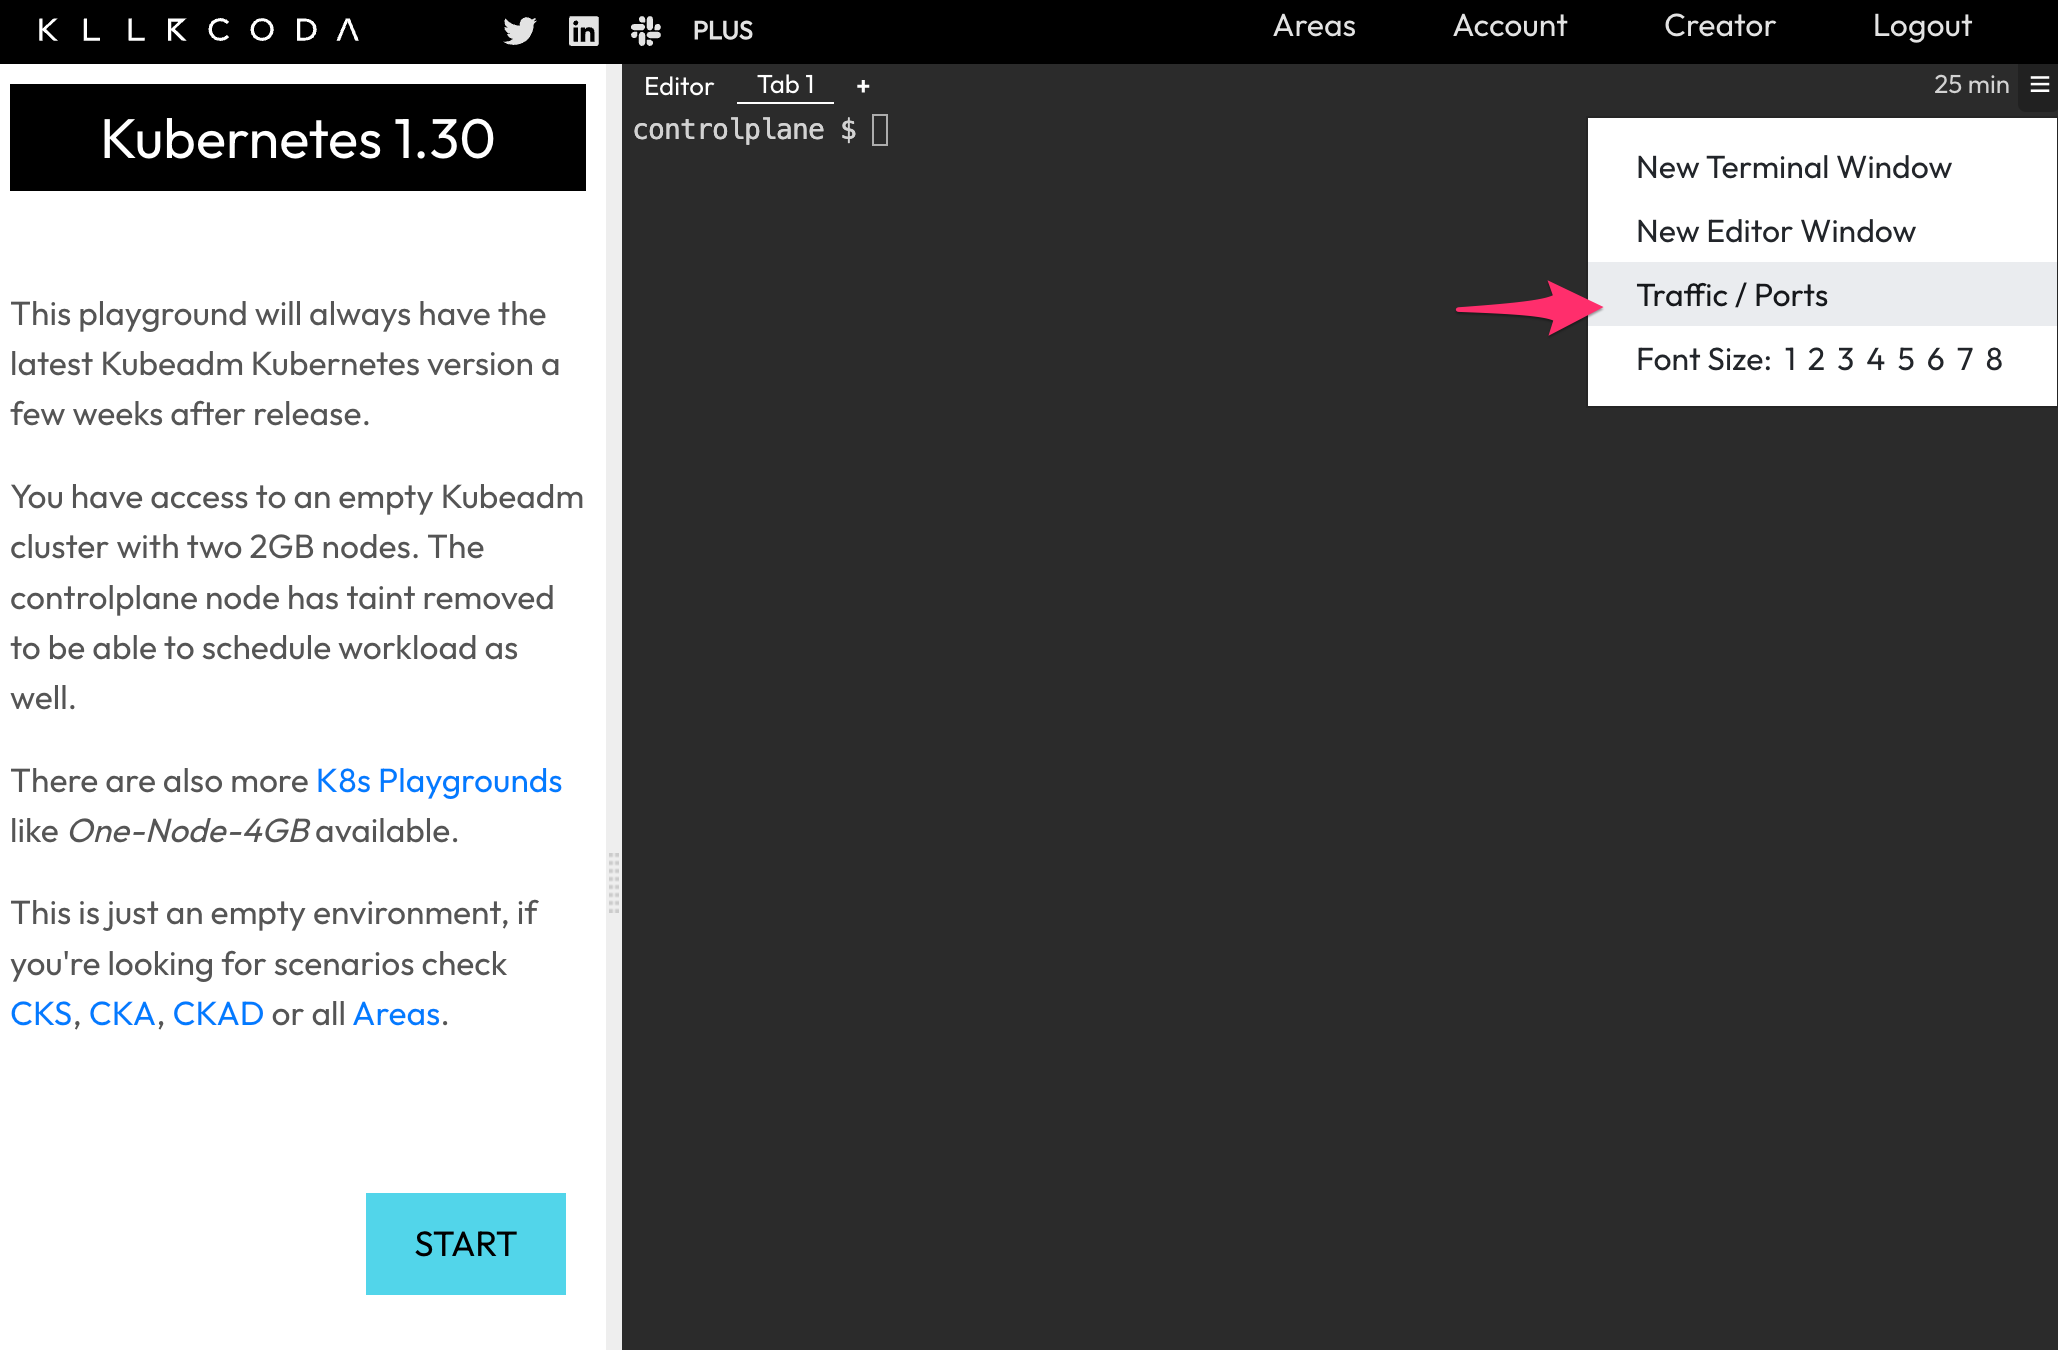 KLLRCODA PLUS Areas Account Creator Logout
Kubernetes 1.30
This playground will always have the
latest Kubeadm Kubernetes version a
few weeks after release.
You have access to an empty Kubeadm
cluster with two 2GB nodes. The
controlplane node has taint removed
to be able to schedule workload as
well.
There are also more K8s Playgrounds
like One-Node-4GB available.
This is just an empty environment, if
you're looking for scenarios check
CKS, CKA, CKAD or all Areas.
START
Editor Tab 1 + 25 min
controlplane $
New Terminal Window
New Editor Window
Traffic / Ports
Font Size: 1 2 3 4 5 6 7 8